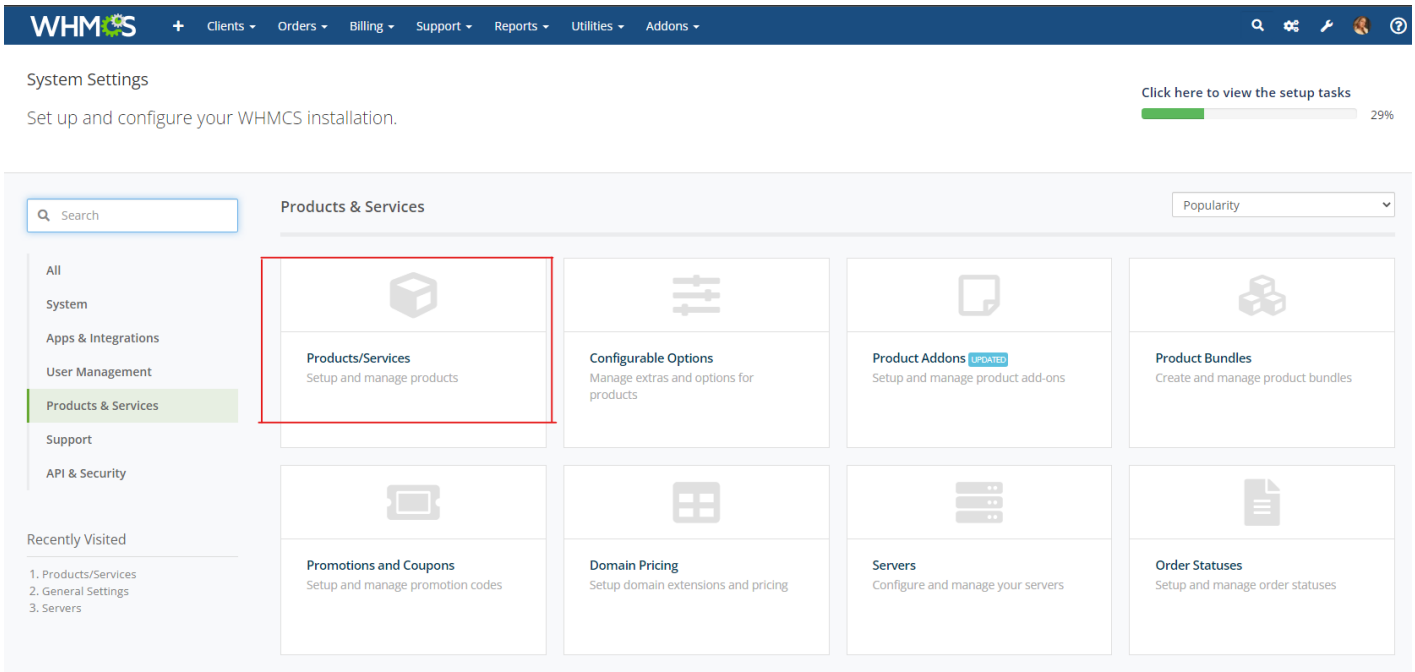 WHMCS + Clients Orders Billing Support Reports Utilities Addons
System Settings
Set up and configure your WHMCS installation.
Click here to view the setup tasks
29%
Search
All
System
Apps & Integrations
User Management
Products & Services
Support
API & Security
Recently Visited
1. Products/Services
2. General Settings
3. Servers
Products & Services
Popularity
Products/Services
Setup and manage products
Configurable Options
Manage extras and options for
products
Product Addons UPDATED
Setup and manage product add-ons
Product Bundles
Create and manage product bundles
Promotions and Coupons
Setup and manage promotion codes
Domain Pricing
Setup domain extensions and pricing
Servers
Configure and manage your servers
Order Statuses
Setup and manage order statuses